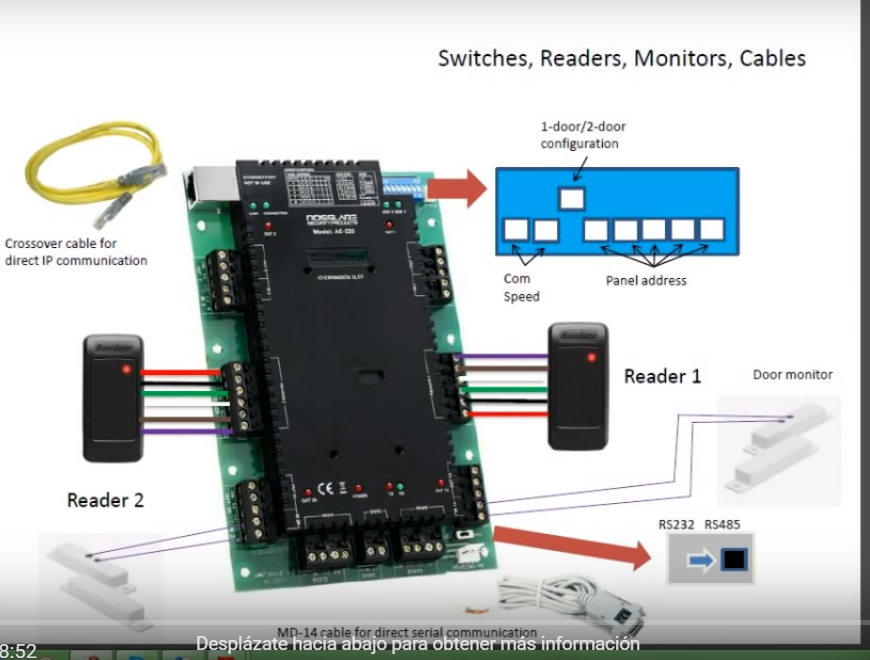 Switches, Readers, Monitors, Cables
1-door/2-door
configuration
Crossover cable for
direct IP communication
ROSSLARE
SECURITY PRODUCTS
Model: AC-225
I/O EXPANSION SLOT
Com
Speed
Panel address
Reader 1
Door monitor
Reader 2
CE
RS232 RS485
MD-14 cable for direct serial communication
Desplázate hacia abajo para obtener más información
8:52